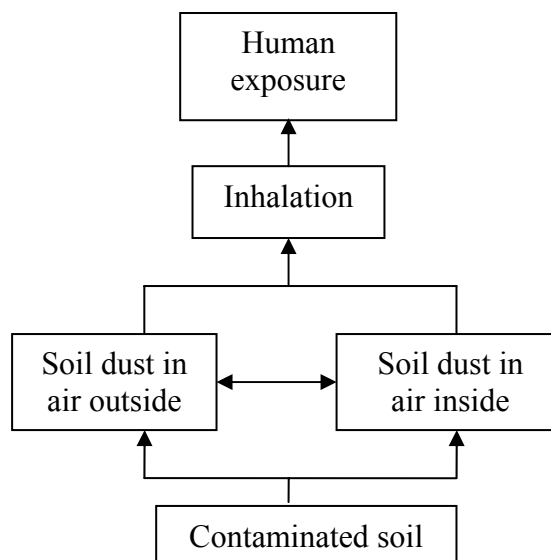 Human
exposure
Inhalation
Soil dust in
air outside
Soil dust in
air inside
Contaminated soil